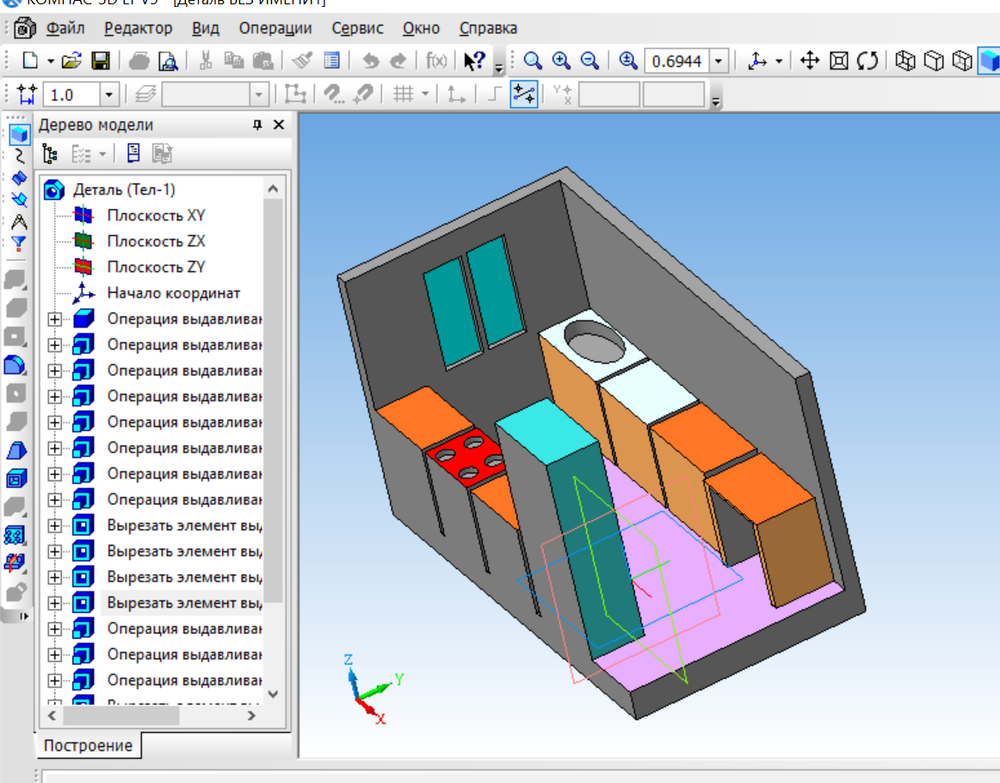 КОМПАС-3D LT V9 - [Деталь БЕЗ ИМЕНИ1]
Файл Редактор Вид Операции Сервис Окно Справка
f(x) ? 0.6944
1.0 Y X
Дерево модели
Деталь (Тел-1)
Плоскость XY
Плоскость ZX
Плоскость ZY
Начало координат
Операция выдавливан
Операция выдавливан
Операция выдавливан
Операция выдавливан
Операция выдавливан
Операция выдавливан
Операция выдавливан
Операция выдавливан
Вырезать элемент выд
Вырезать элемент выд
Вырезать элемент выд
Вырезать элемент выд
Операция выдавливан
Операция выдавливан
Операция выдавливан
Z
Y
X
Построение